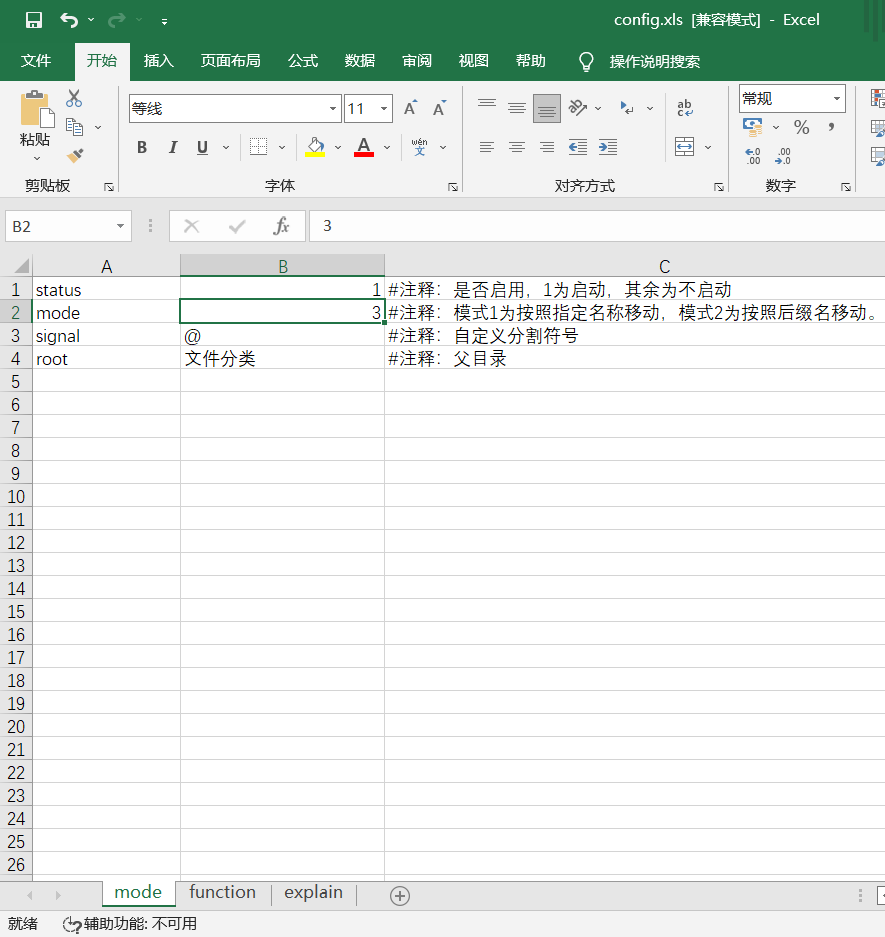 config.xls [兼容模式] - Excel
文件 开始 插入 页面布局 公式 数据 审阅 视图 帮助 操作说明搜索
粘贴
等线 11 A A
B I U A wén 文
ab c
常规
% ,
←.0 .00 .00 →.0
剪贴板 字体 对齐方式 数字
B2 fx 3
A B C
1 status 1 #注释：是否启用，1为启动，其余为不启动
2 mode 3 #注释：模式1为按照指定名称移动，模式2为按照后缀名移动。
3 signal @ #注释：自定义分割符号
4 root 文件分类 #注释：父目录
5
6
7
8
9
10
11
12
13
14
15
16
17
18
19
20
21
22
23
24
25
26
mode function explain
就绪 辅助功能: 不可用